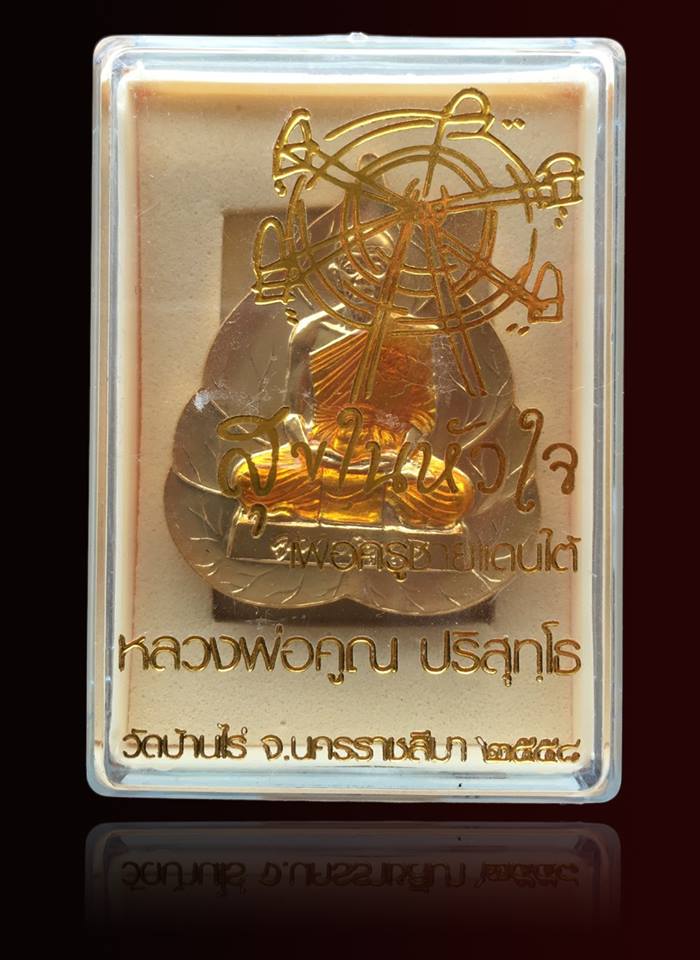 สุขในหัวใจ
เพื่อครูชายแดนใต้
หลวงพ่อคูณ ปริสุทฺโธ
วัดบ้านไร่ จ.นครราชสีมา ๒๕๕๘